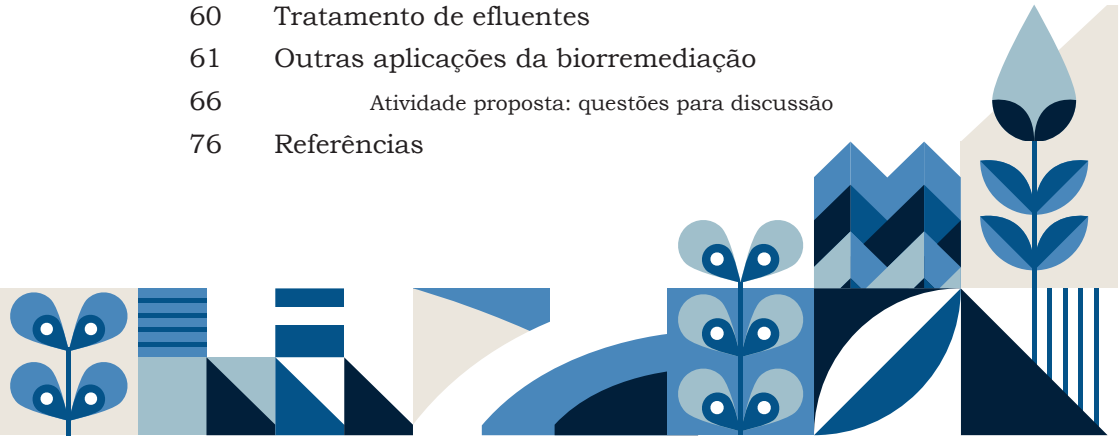 60 Tratamento de efluentes
61 Outras aplicações da biorremediação
66 Atividade proposta: questões para discussão
76 Referências